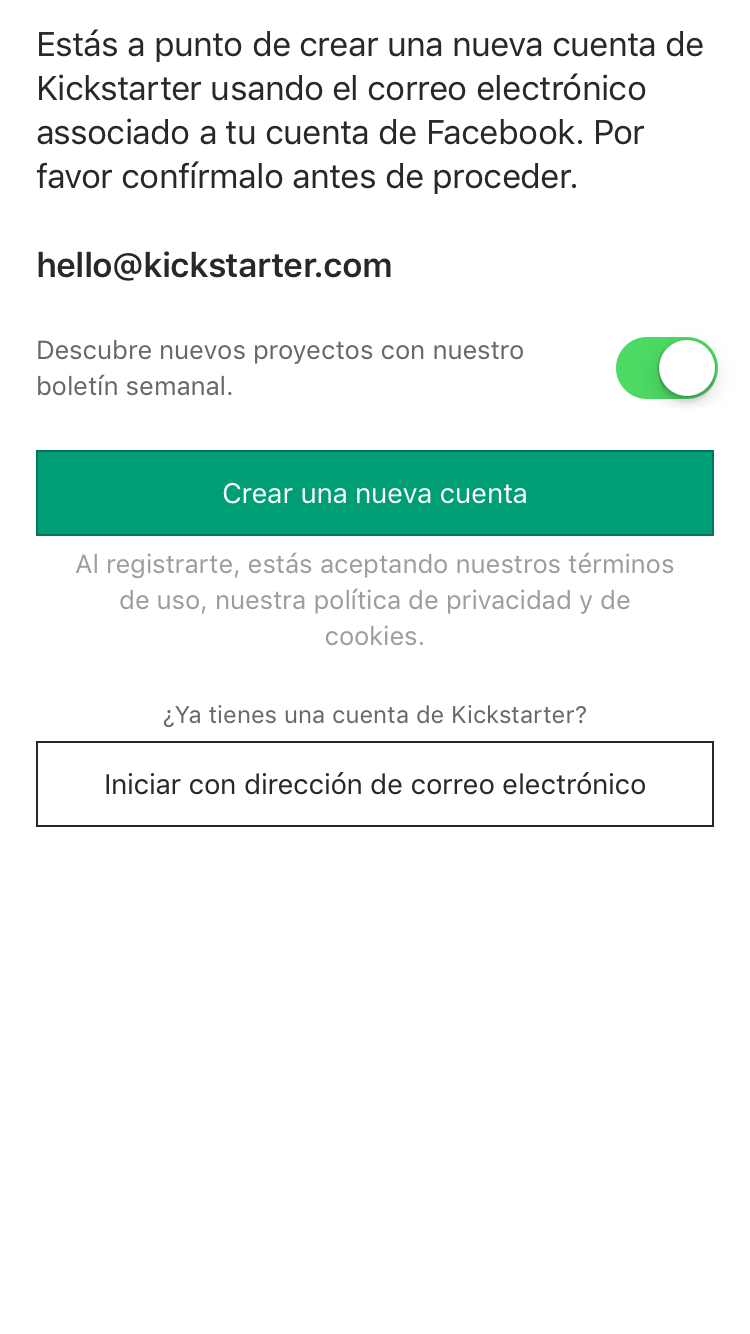 Estás a punto de crear una nueva cuenta de
Kickstarter usando el correo electrónico
associado a tu cuenta de Facebook. Por
favor confírmalo antes de proceder.
hello@kickstarter.com
Descubre nuevos proyectos con nuestro
boletín semanal.
Crear una nueva cuenta
Al registrarte, estás aceptando nuestros términos
de uso, nuestra política de privacidad y de
cookies.
¿Ya tienes una cuenta de Kickstarter?
Iniciar con dirección de correo electrónico